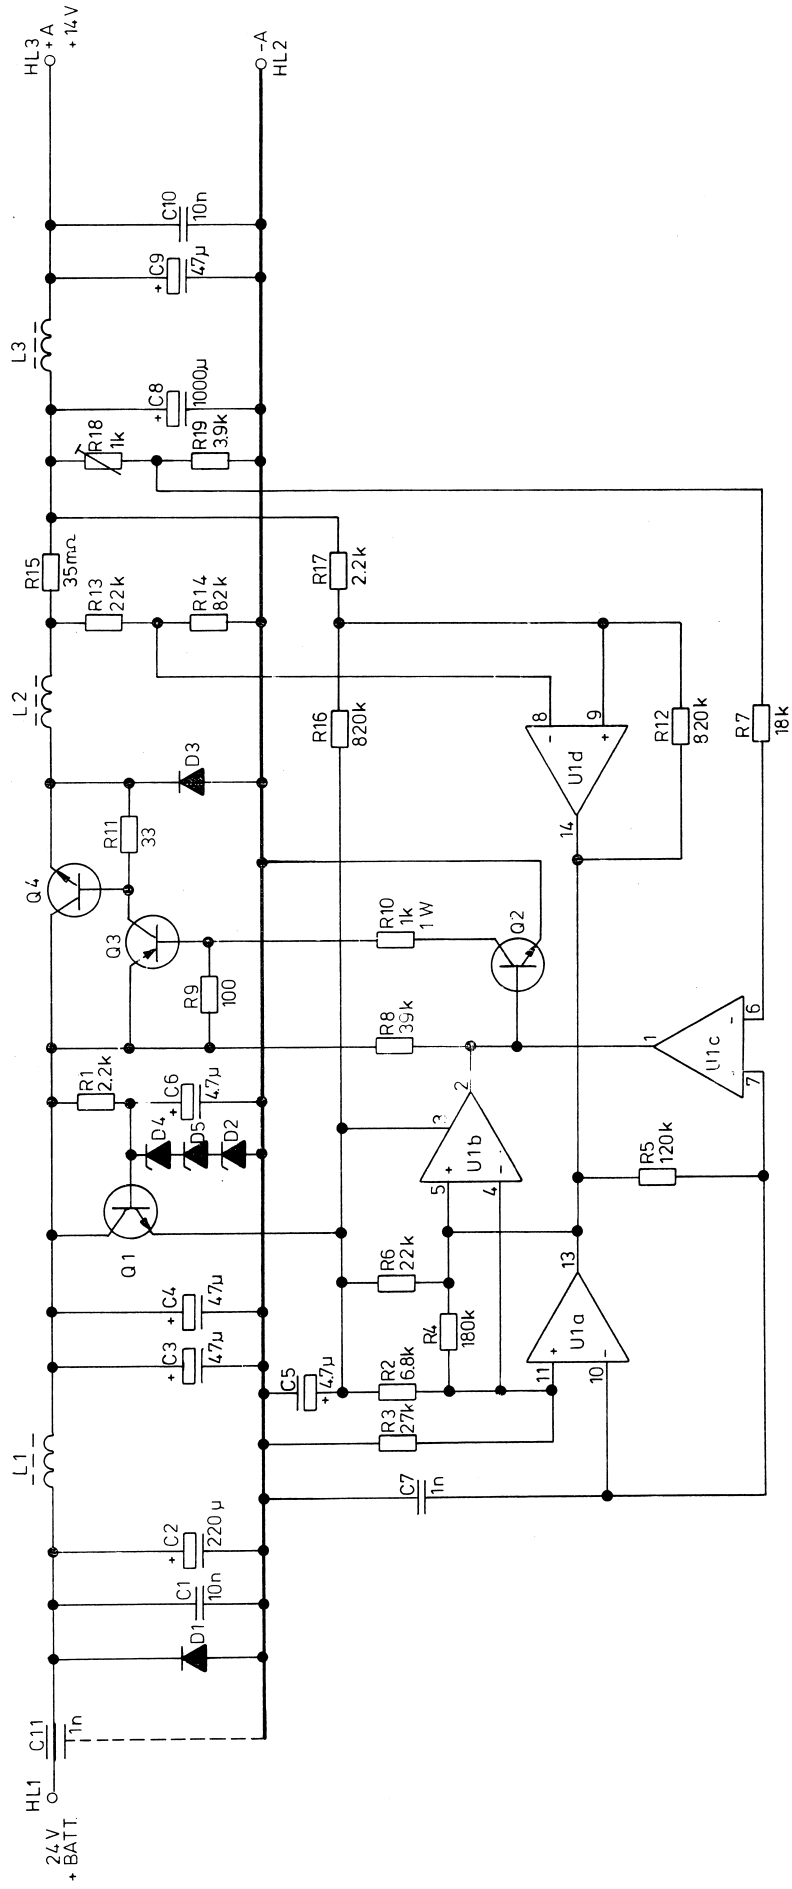 24V
+ BATT.
HL1
C11
1n
D1
C1
10n
+
C2
220μ
L1
+
C3
47μ
+
C4
47μ
Q1
D4
D5
D2
R1
2.2k
+
C6
4.7μ
R9
100
Q3
Q4
R11
33
D3
L2
R13
22k
R14
82k
R15
35mΩ
R18
1k
R19
3.9k
+
C8
1000μ
L3
+
C9
47μ
C10
10n
HL3
+A
+14V
-A
HL2
C7
1n
R3
27k
C5
+
4.7μ
R2
6.8k
R4
180k
R6
22k
5
+
4
-
U1b
3
2
R8
39k
R10
1k
1W
Q2
R16
820k
R17
2.2k
11
+
10
-
U1a
13
14
U1d
-
8
+
9
R12
820k
R5
120k
1
U1c
7
-
6
R7
18k